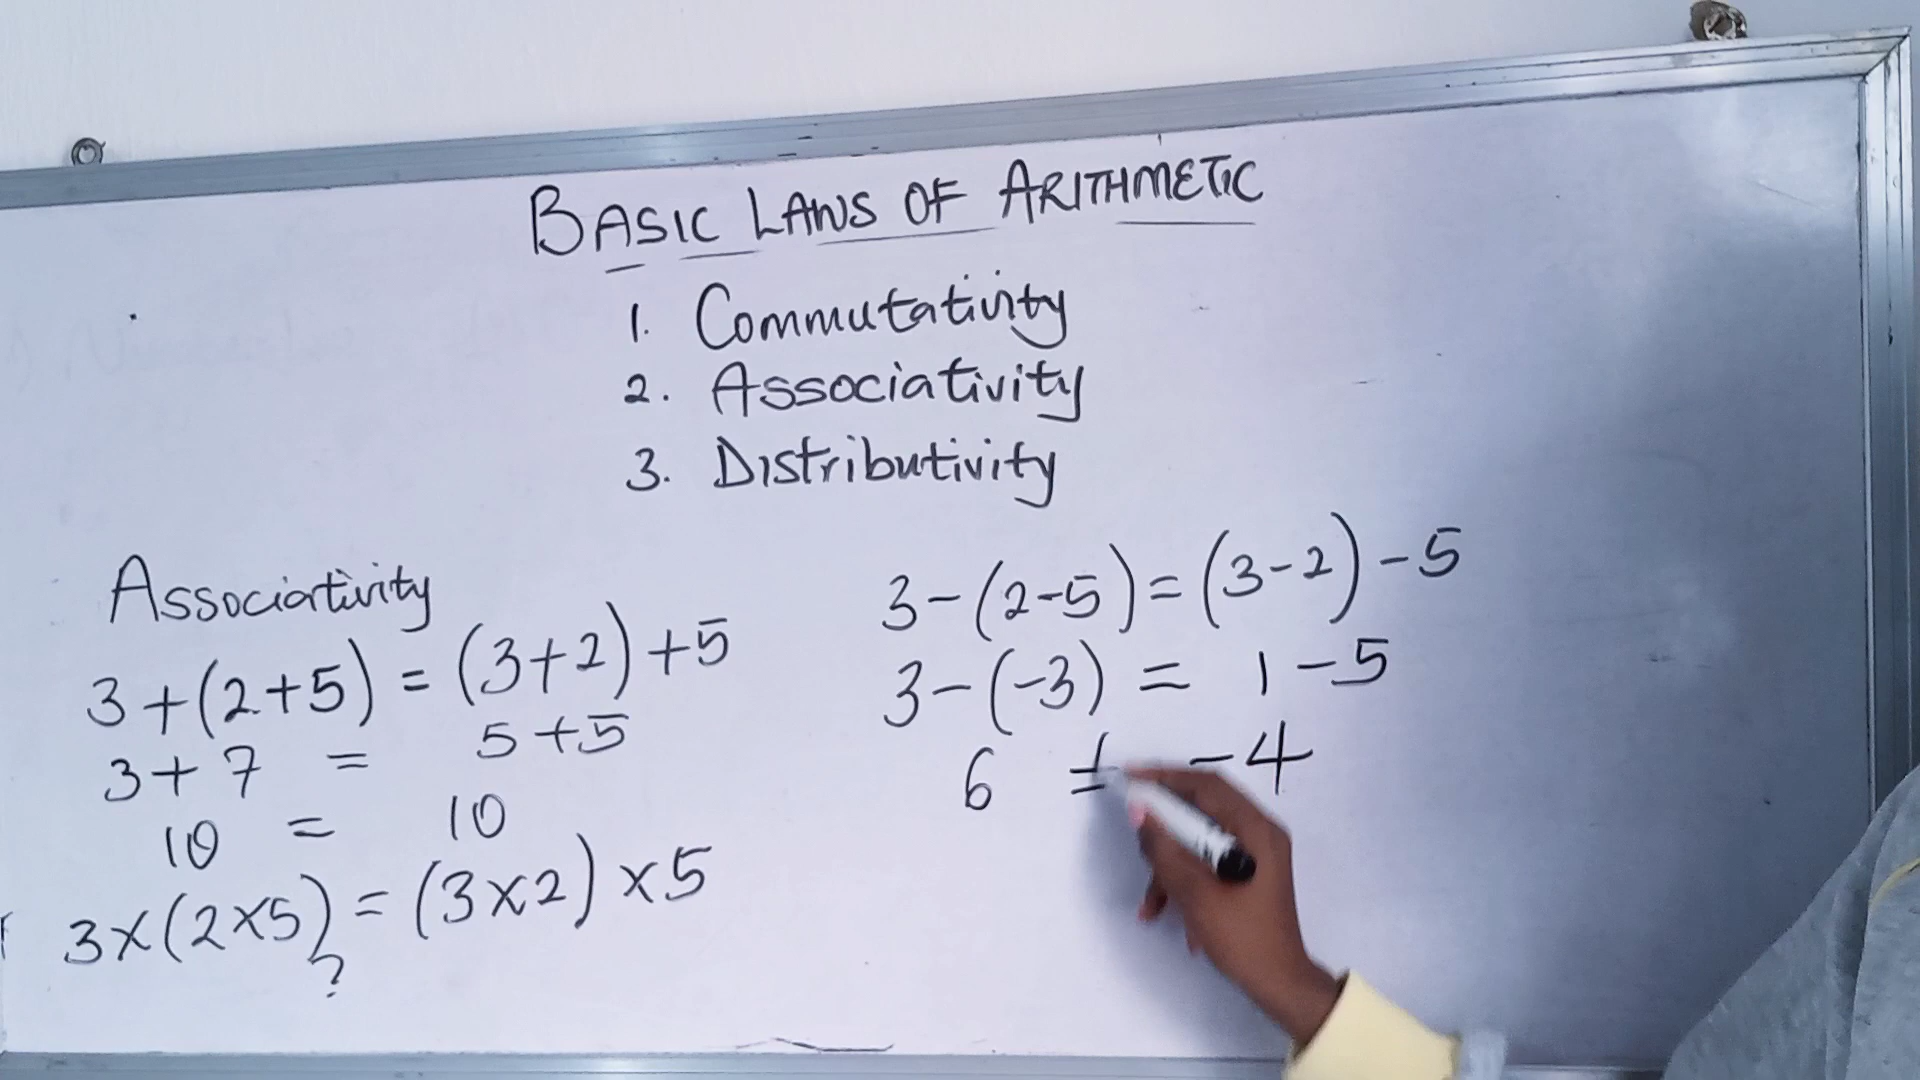 BASIC LAWS OF ARITHMETIC
1. Commutativity
2. Associativity
3. Distributivity
Associativity
3+(2+5) = (3+2)+5
3+7 = 5+5
10 = 10
3×(2×5) = (3×2)×5
?
3-(2-5) = (3-2)-5
3-(-3) = 1-5
6 ≠ -4